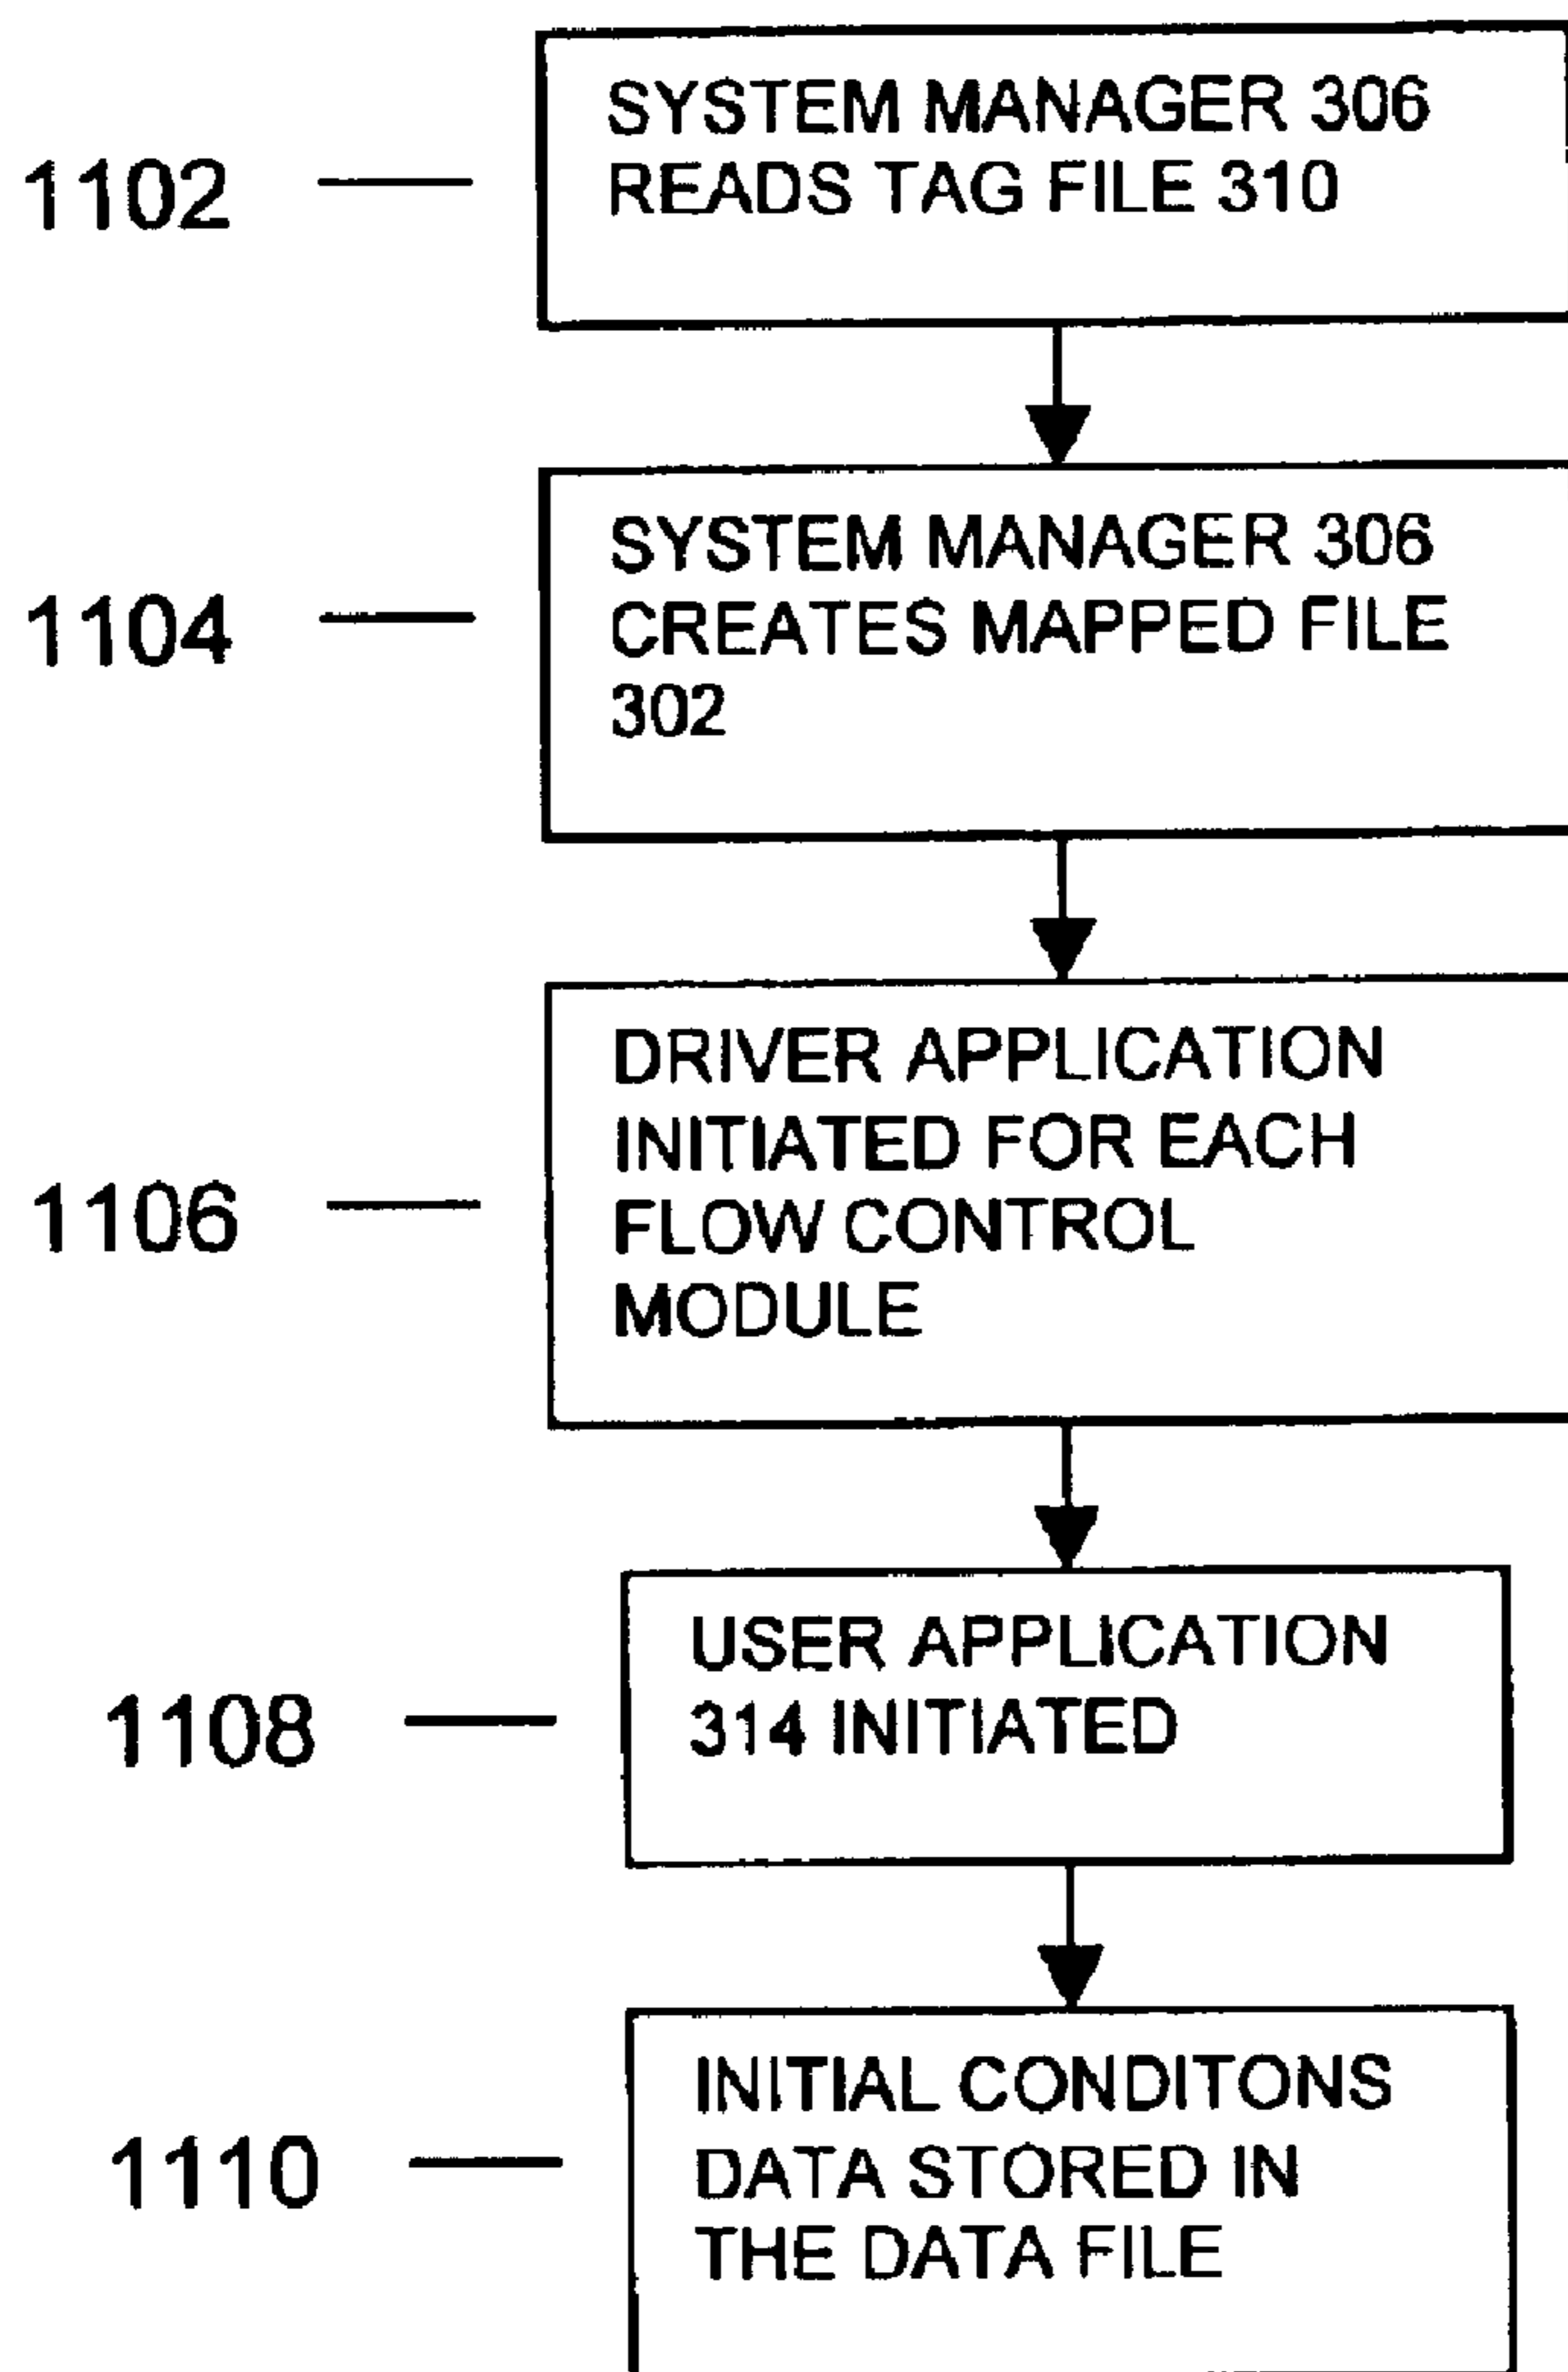 1102
SYSTEM MANAGER 306
READS TAG FILE 310
1104
SYSTEM MANAGER 306
CREATES MAPPED FILE
302
1106
DRIVER APPLICATION
INITIATED FOR EACH
FLOW CONTROL
MODULE
1108
USER APPLICATION
314 INITIATED
1110
INITIAL CONDITONS
DATA STORED IN
THE DATA FILE